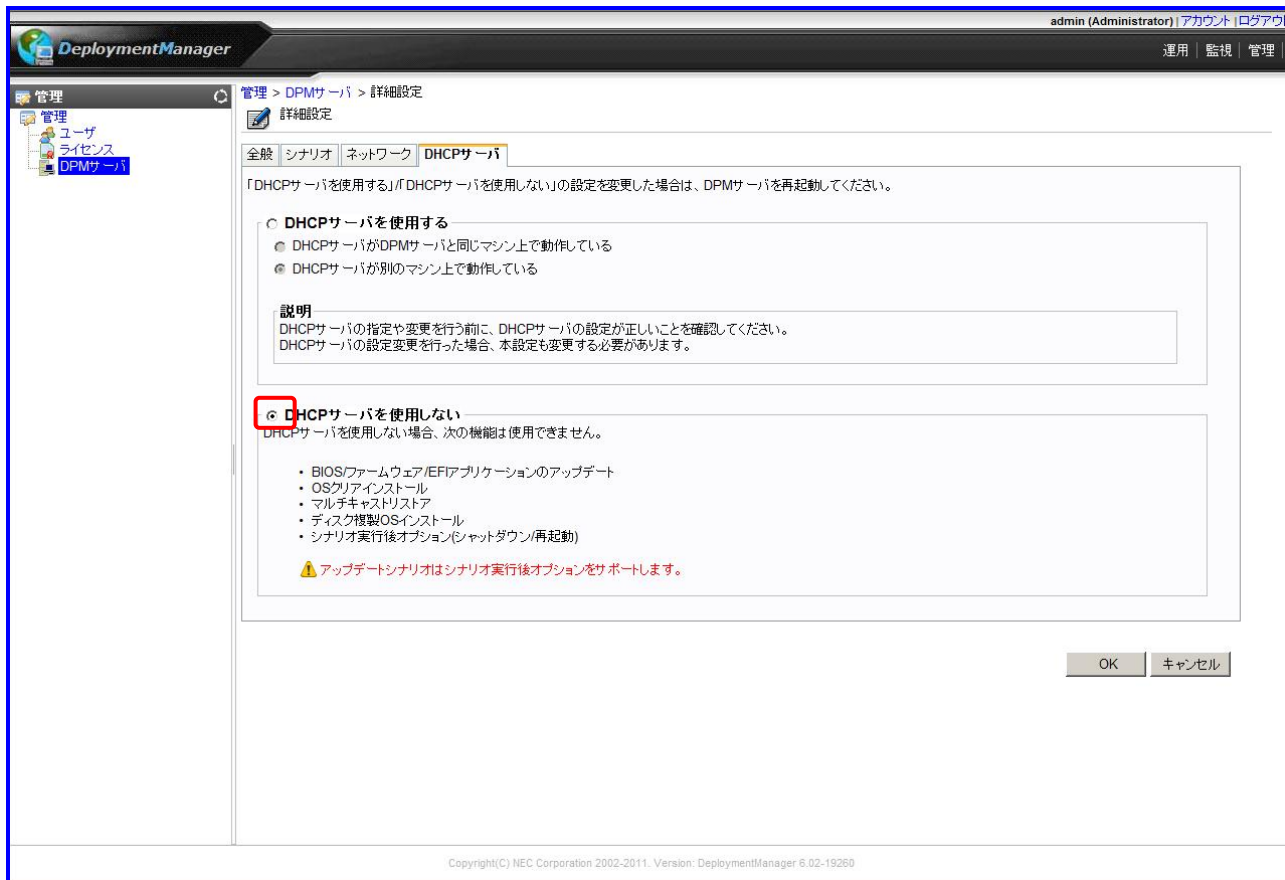 admin (Administrator) | アカウント | ログアウ
DeploymentManager
運用 | 監視 | 管理 |
管理
管理
ユーザ
ライセンス
DPMサーバ
管理 > DPMサーバ > 詳細設定
詳細設定
全般 シナリオ ネットワーク DHCPサーバ
「DHCPサーバを使用する」/「DHCPサーバを使用しない」の設定を変更した場合は、DPMサーバを再起動してください。
DHCPサーバを使用する
DHCPサーバがDPMサーバと同じマシン上で動作している
DHCPサーバが別のマシン上で動作している
説明
DHCPサーバの指定や変更を行う前に、DHCPサーバの設定が正しいことを確認してください。
DHCPサーバの設定変更を行った場合、本設定も変更する必要があります。
DHCPサーバを使用しない
DHCPサーバを使用しない場合、次の機能は使用できません。
• BIOS/ファームウェア/EFIアプリケーションのアップデート
• OSクリアインストール
• マルチキャストリストア
• ディスク複製OSインストール
• シナリオ実行後オプション(シャットダウン/再起動)
アップデートシナリオはシナリオ実行後オプションをサポートします。
OK キャンセル
Copyright(C) NEC Corporation 2002-2011. Version: DeploymentManager 6.02-19260